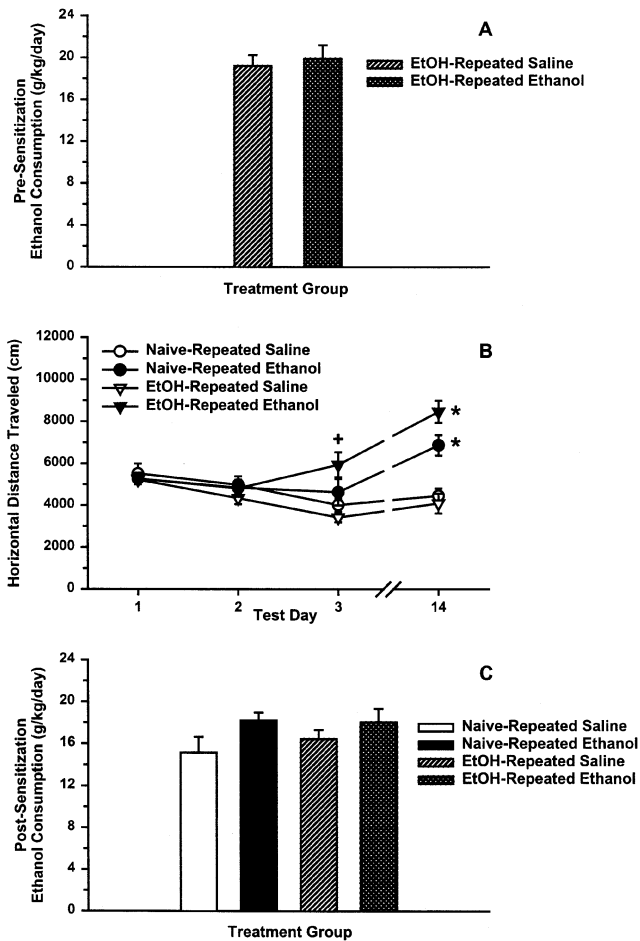 A
24
20
16
12
8
4
0
Pre-Sensitization
Ethanol Consumption (g/kg/day)
EtOH-Repeated Saline
EtOH-Repeated Ethanol
Treatment Group
B
12000
10000
8000
6000
4000
2000
0
Horizontal Distance Traveled (cm)
Naive-Repeated Saline
Naive-Repeated Ethanol
EtOH-Repeated Saline
EtOH-Repeated Ethanol
+
*
*
1 2 3 14
Test Day
C
24
20
16
12
8
4
0
Post-Sensitization
Ethanol Consumption (g/kg/day)
Naive-Repeated Saline
Naive-Repeated Ethanol
EtOH-Repeated Saline
EtOH-Repeated Ethanol
Treatment Group